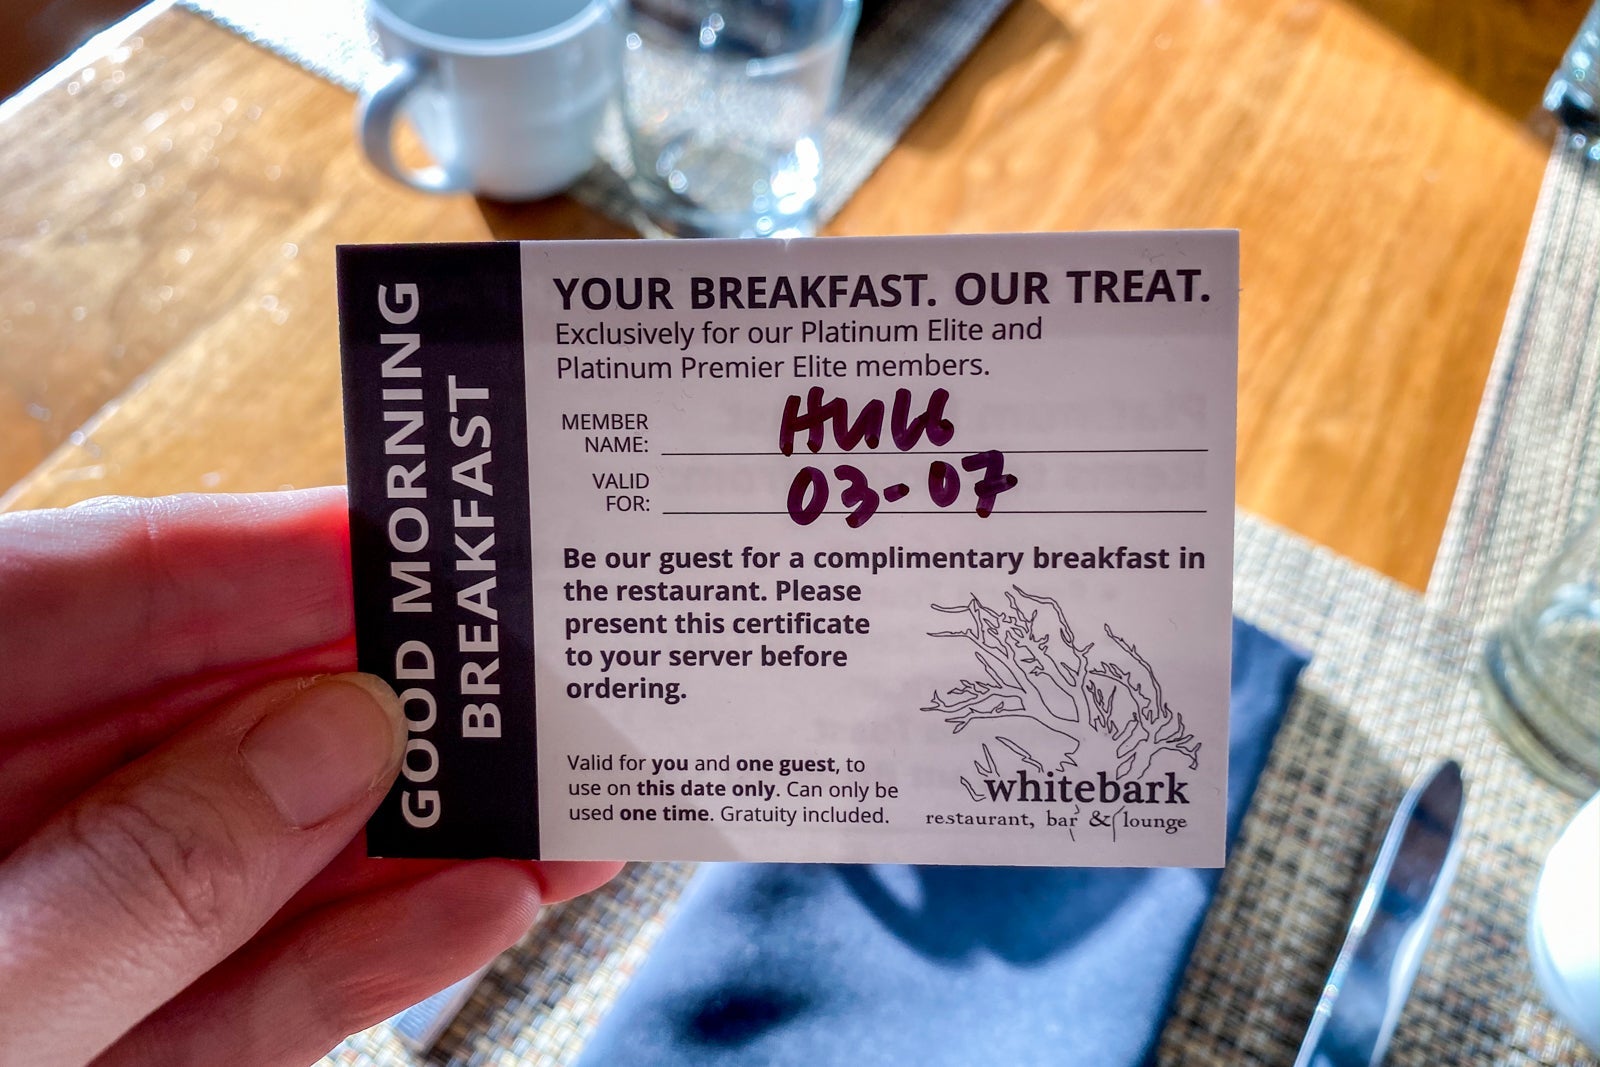 GOOD MORNING
BREAKFAST
YOUR BREAKFAST. OUR TREAT.
Exclusively for our Platinum Elite and
Platinum Premier Elite members.
MEMBER
NAME:
VALID
FOR:
03-07
Be our guest for a complimentary breakfast in
the restaurant. Please
present this certificate
to your server before
ordering.
Valid for you and one guest, to
use on this date only. Can only be
used one time. Gratuity included.
whitebark
restaurant, bar & lounge